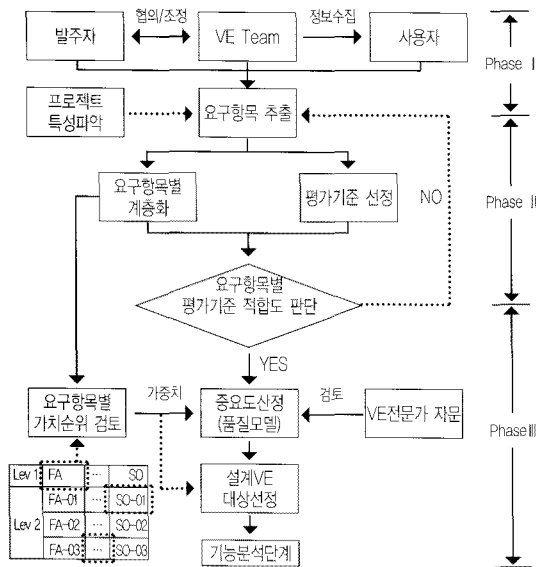 발주자
협의/조정
VE Team
정보수집
사용자
Phase Ⅰ
프로젝트
특성파악
요구항목 추출
요구항목별
계층화
평가기준 선정
NO
Phase Ⅱ
요구항목별
평가기준 적합도 판단
YES
요구항목별
가치순위 검토
가중치
중요도산정
(품질모델)
검토
VE전문가 자문
PhaseⅢ
설계VE
대상선정
기능분석단계
Lev 1 FA ... SO
Lev 2 FA-01 ... SO-01
FA-02 ... SO-02
FA-03 ... SO-03